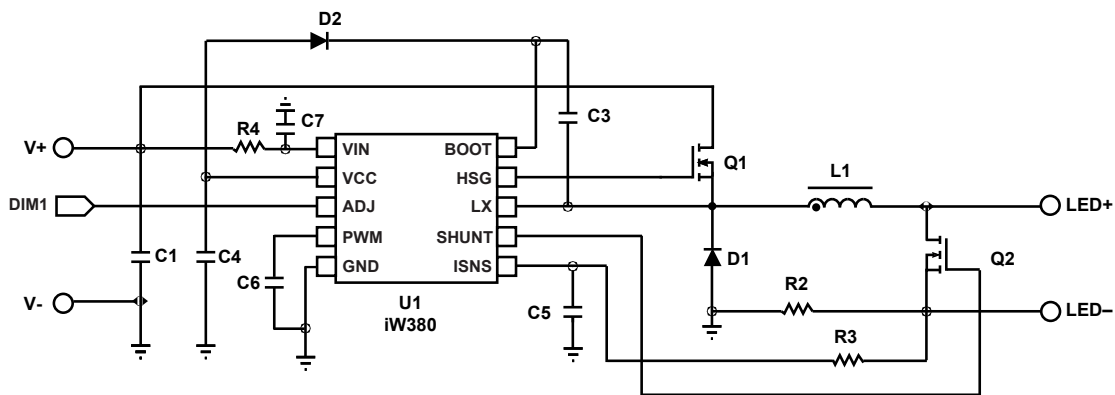 D2
C7
C3
R4
V+
VIN
BOOT
Q1
VCC
HSG
L1
DIM1
ADJ
LX
LED+
PWM
SHUNT
C1
C4
D1
Q2
GND
ISNS
C6
R2
V-
U1
C5
LED–
iW380
R3